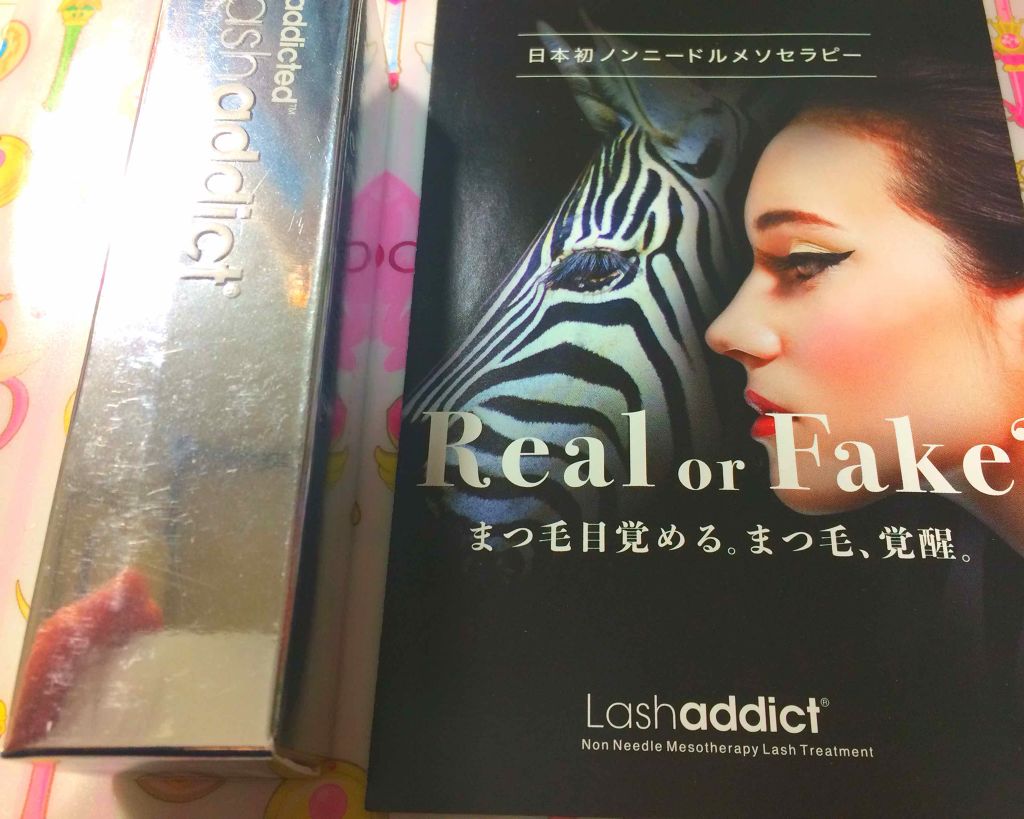 addicted™
lashaddict®
日本初ノンニードルメソセラピー
Real or Fake?
まつ毛目覚める。まつ毛、覚醒。
Lashaddict®
Non Needle Mesotherapy Lash Treatment